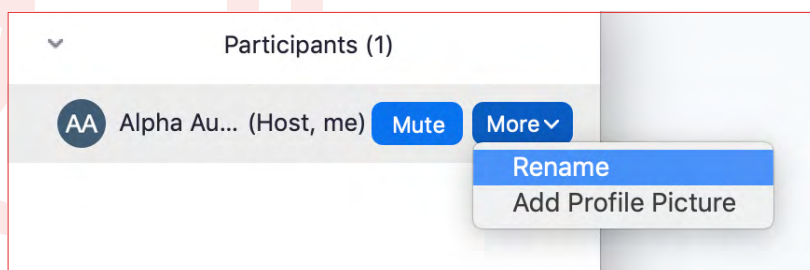 Participants (1)
AA Alpha Au... (Host, me) Mute More
Rename
Add Profile Picture